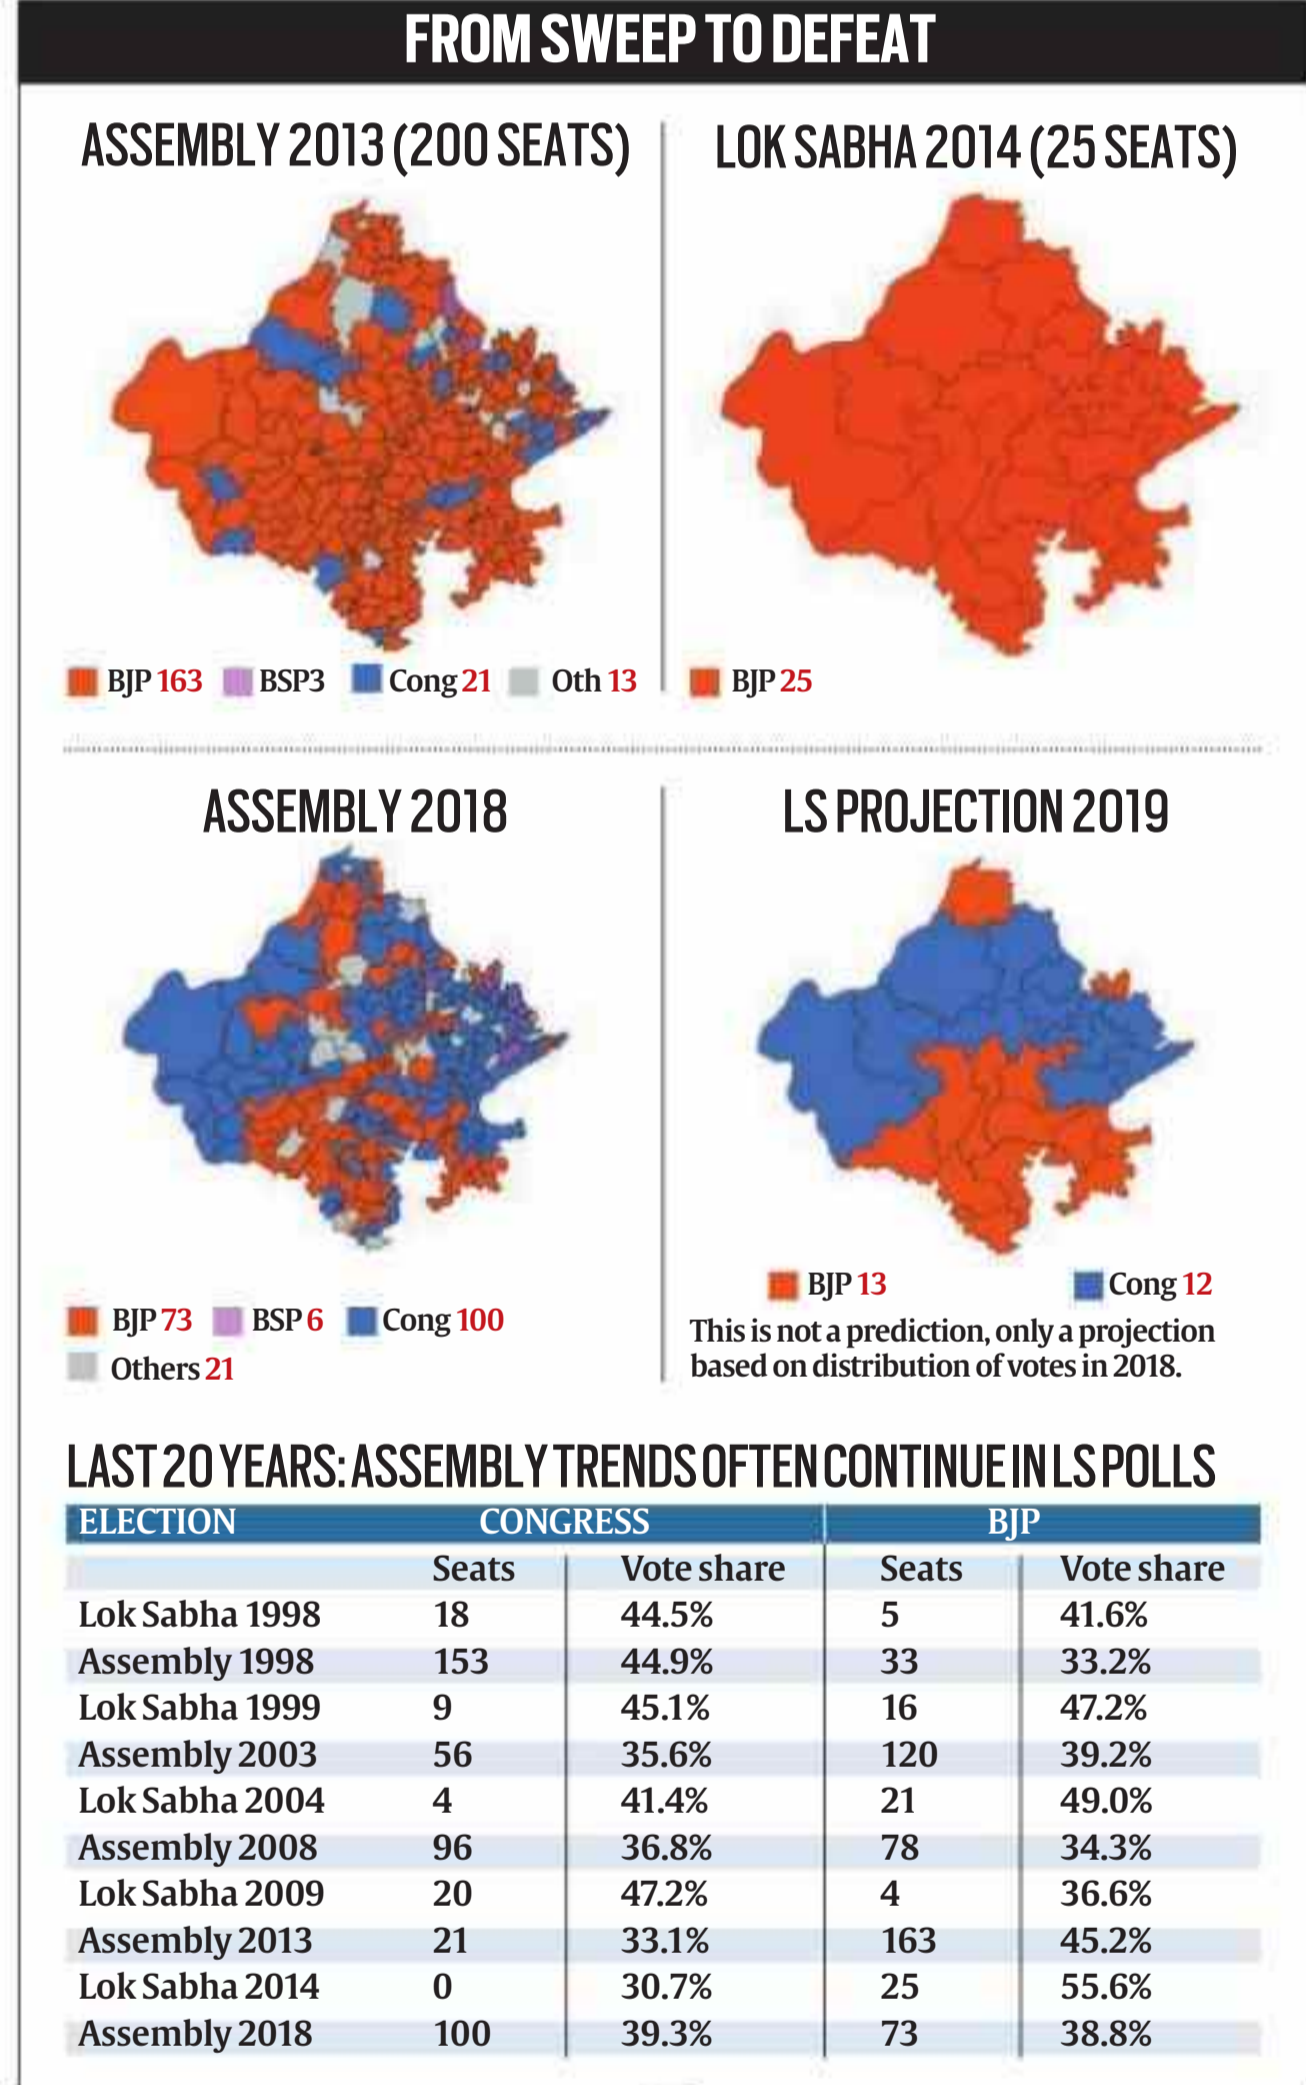 FROM SWEEP TO DEFEAT
ASSEMBLY 2013 (200 SEATS)
BJP 163 BSP3 Cong 21 Oth 13
LOK SABHA 2014 (25 SEATS)
BJP 25
ASSEMBLY 2018
BJP 73 BSP 6 Cong 100
Others 21
LS PROJECTION 2019
BJP 13 Cong 12
This is not a prediction, only a projection
based on distribution of votes in 2018.
LAST 20 YEARS: ASSEMBLY TRENDS OFTEN CONTINUE IN LS POLLS
ELECTION CONGRESS BJP
Seats Vote share Seats Vote share
Lok Sabha 1998 18 44.5% 5 41.6%
Assembly 1998 153 44.9% 33 33.2%
Lok Sabha 1999 9 45.1% 16 47.2%
Assembly 2003 56 35.6% 120 39.2%
Lok Sabha 2004 4 41.4% 21 49.0%
Assembly 2008 96 36.8% 78 34.3%
Lok Sabha 2009 20 47.2% 4 36.6%
Assembly 2013 21 33.1% 163 45.2%
Lok Sabha 2014 0 30.7% 25 55.6%
Assembly 2018 100 39.3% 73 38.8%